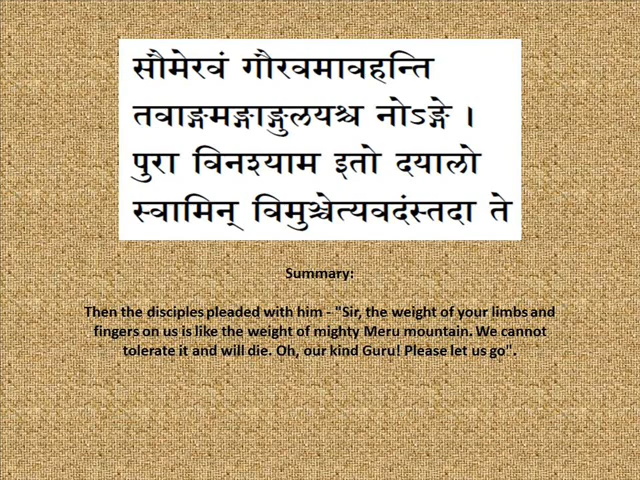 सौमेरवं गौरवमावहन्ति
तवाङ्गमङ्गाङ्गुलयश्च नोऽङ्गे ।
पुरा विनश्याम इतो दयालो
स्वामिन् विमुञ्चेत्यवदंस्तदा ते
Summary:
Then the disciples pleaded with him - "Sir, the weight of your limbs and
fingers on us is like the weight of mighty Meru mountain. We cannot
tolerate it and will die. Oh, our kind Guru! Please let us go".